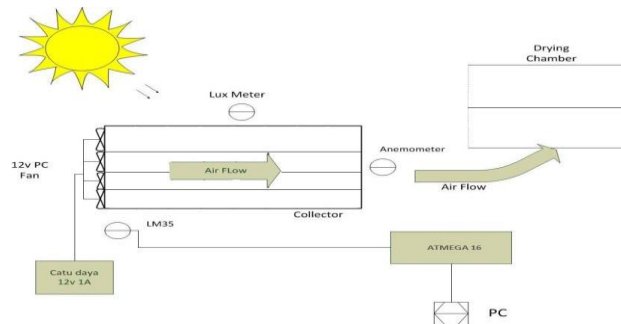 Drying
Chamber
Lux Meter
12v PC
Fan
Air FLow
Anemometer
Air Flow
Collector
LM35
Catu daya
12v 1A
ATMEGA 16
PC